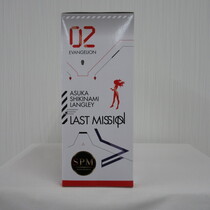 02
EVANGELION
ASUKA
SHIKINAMI
LANGLEY
LAST MISSION
SPM